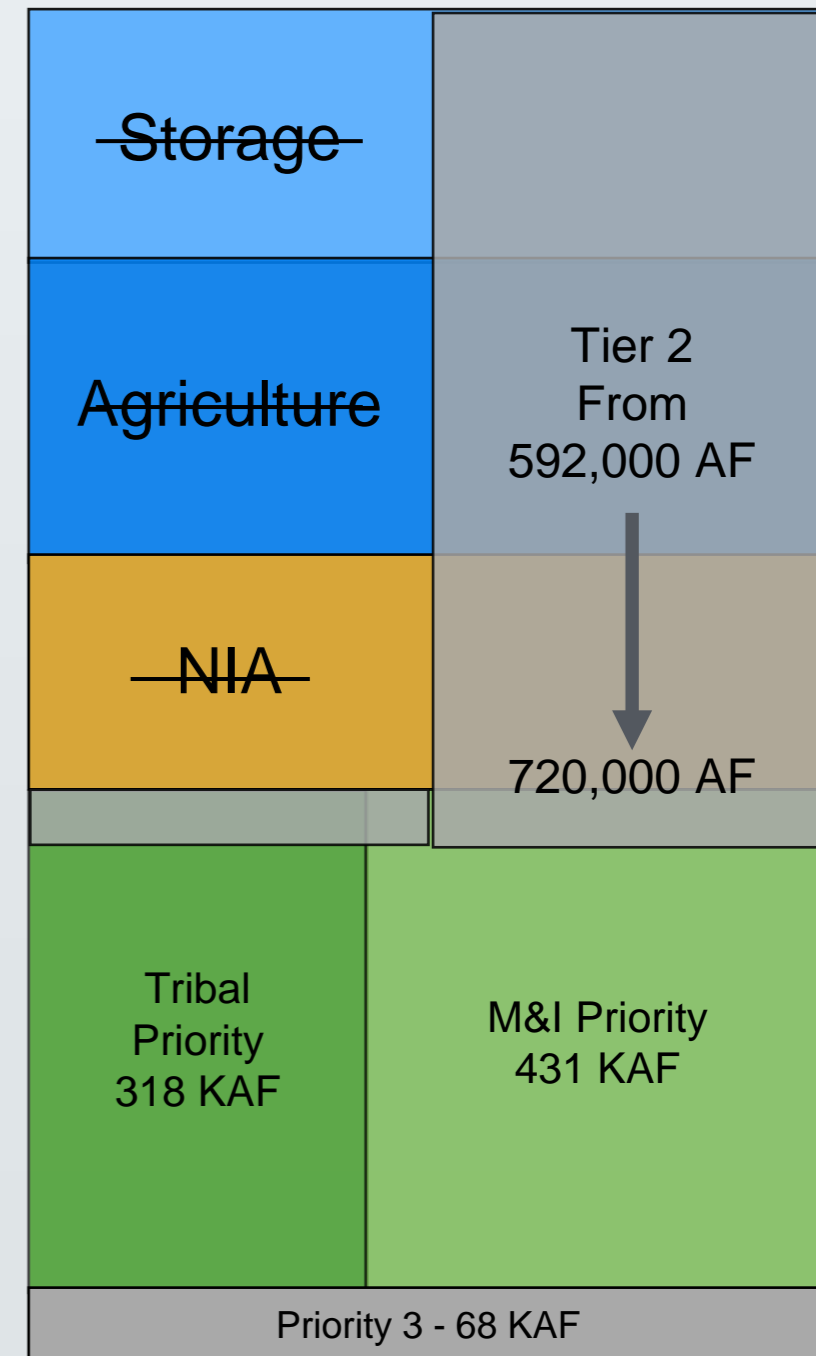 Storage
Agriculture
NIA
Tier 2
From
592,000 AF
720,000 AF
Tribal
Priority
318 KAF
M&I Priority
431 KAF
Priority 3 - 68 KAF